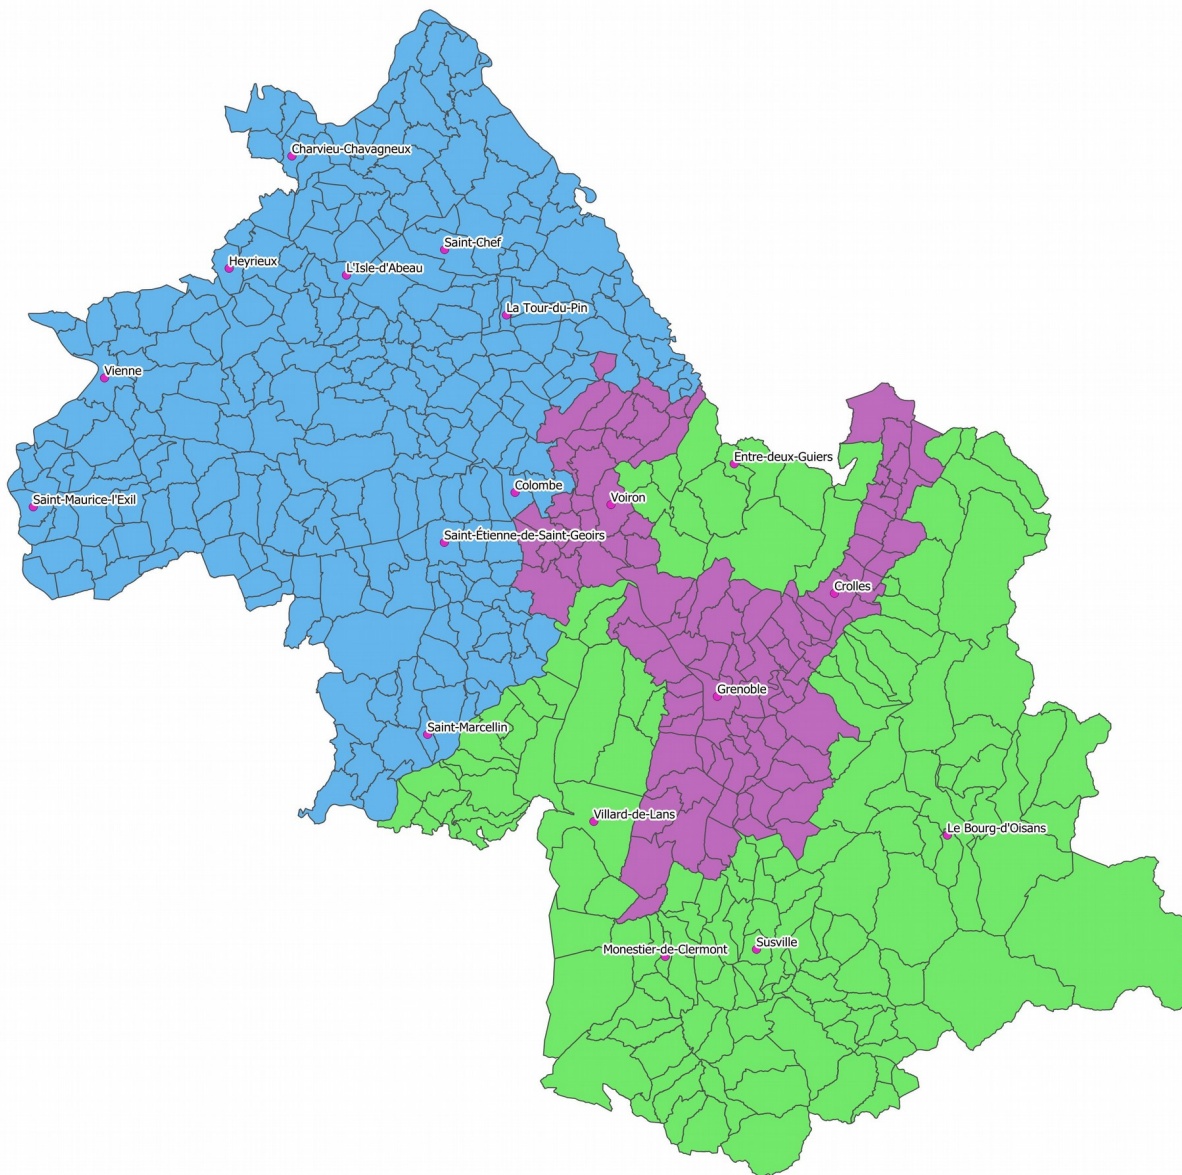 Charvieu-Chavagneux
Saint-Chef
Heyrieux
L'Isle-d'Abeau
La Tour-du-Pin
Vienne
Entre-deux-Guiers
Colombe
Voiron
Saint-Maurice-l'Exil
Saint-Étienne-de-Saint-Geoirs
Crolles
Grenoble
Saint-Marcellin
Villard-de-Lans
Le Bourg-d'Oisans
Monestier-de-Clermont
Susville